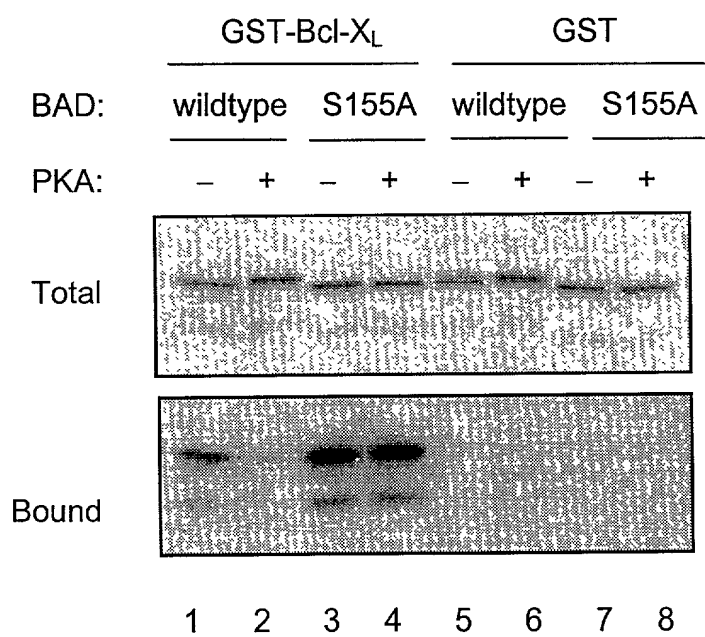 GST-Bcl-XL GST
BAD: wildtype S155A wildtype S155A
PKA: – + – + – + – +
Total
Bound
1 2 3 4 5 6 7 8